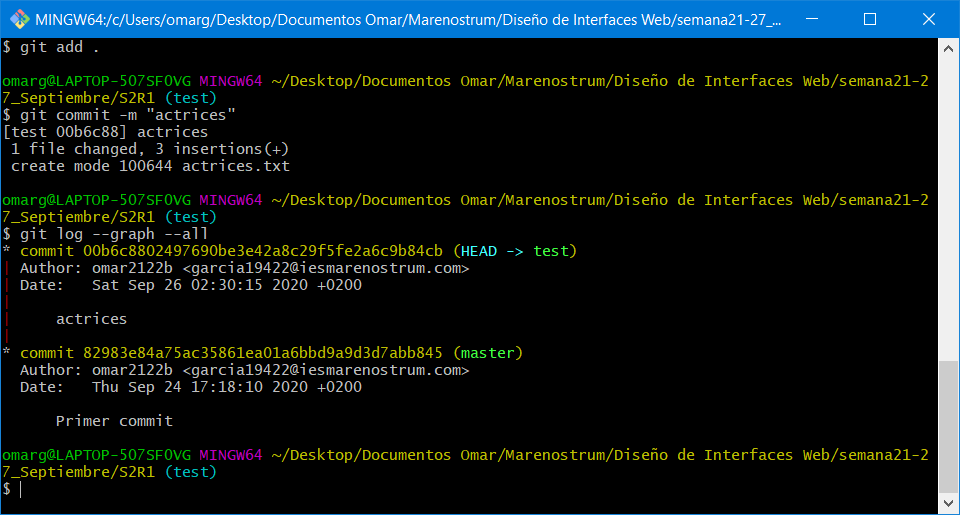 MINGW64:/c/Users/omarg/Desktop/Documentos Omar/Marenostrum/Diseño de Interfaces Web/semana21-27_...
$ git add .
omarg@LAPTOP-507SF0VG MINGW64 ~/Desktop/Documentos Omar/Marenostrum/Diseño de Interfaces Web/semana21-2
7_Septiembre/S2R1 (test)
$ git commit -m "actrices"
[test 00b6c88] actrices
 1 file changed, 3 insertions(+)
 create mode 100644 actrices.txt
omarg@LAPTOP-507SF0VG MINGW64 ~/Desktop/Documentos Omar/Marenostrum/Diseño de Interfaces Web/semana21-2
7_Septiembre/S2R1 (test)
$ git log --graph --all
* commit 00b6c8802497690be3e42a8c29f5fe2a6c9b84cb (HEAD -> test)
| Author: omar2122b <garcia19422@iesmarenostrum.com>
| Date:   Sat Sep 26 02:30:15 2020 +0200
|
|     actrices
|
* commit 82983e84a75ac35861ea01a6bbd9a9d3d7abb845 (master)
  Author: omar2122b <garcia19422@iesmarenostrum.com>
  Date:   Thu Sep 24 17:18:10 2020 +0200
      Primer commit
omarg@LAPTOP-507SF0VG MINGW64 ~/Desktop/Documentos Omar/Marenostrum/Diseño de Interfaces Web/semana21-2
7_Septiembre/S2R1 (test)
$